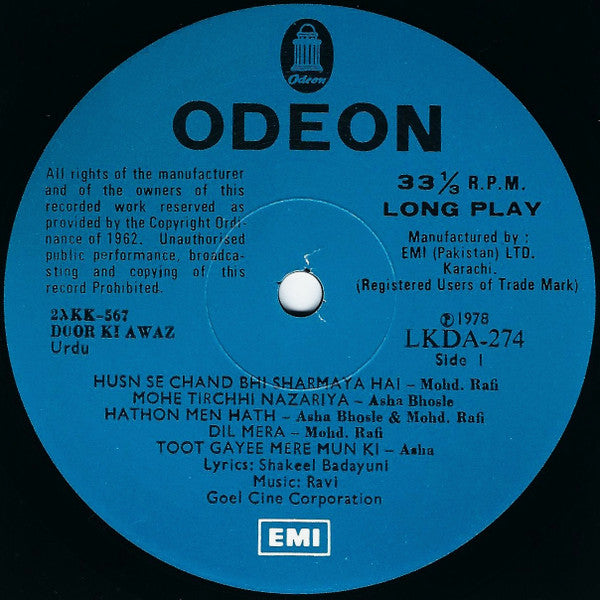 Odeon
ODEON
All rights of the manufacturer
and of the owners of this
recorded work reserved as
provided by the Copyright Ordi-
nance of 1962. Unauthorised
public performance, broadca-
sting and copying of this
record Prohibited.
33 1/3 R.P.M.
LONG PLAY
Manufactured by :
EMI (Pakistan) LTD.
Karachi.
(Registered Users of Trade Mark)
2XKK-567
DOOR KI AWAZ
Urdu
℗1978
LKDA-274
Side 1
HUSN SE CHAND BHI SHARMAYA HAI – Mohd. Rafi
MOHE TIRCHHI NAZARIYA – Asha Bhosle
HATHON MEN HATH – Asha Bhosle & Mohd. Rafi
DIL MERA – Mohd. Rafi
TOOT GAYEE MERE MUN KI – Asha
Lyrics: Shakeel Badayuni
Music: Ravi
Goel Cine Corporation
EMI